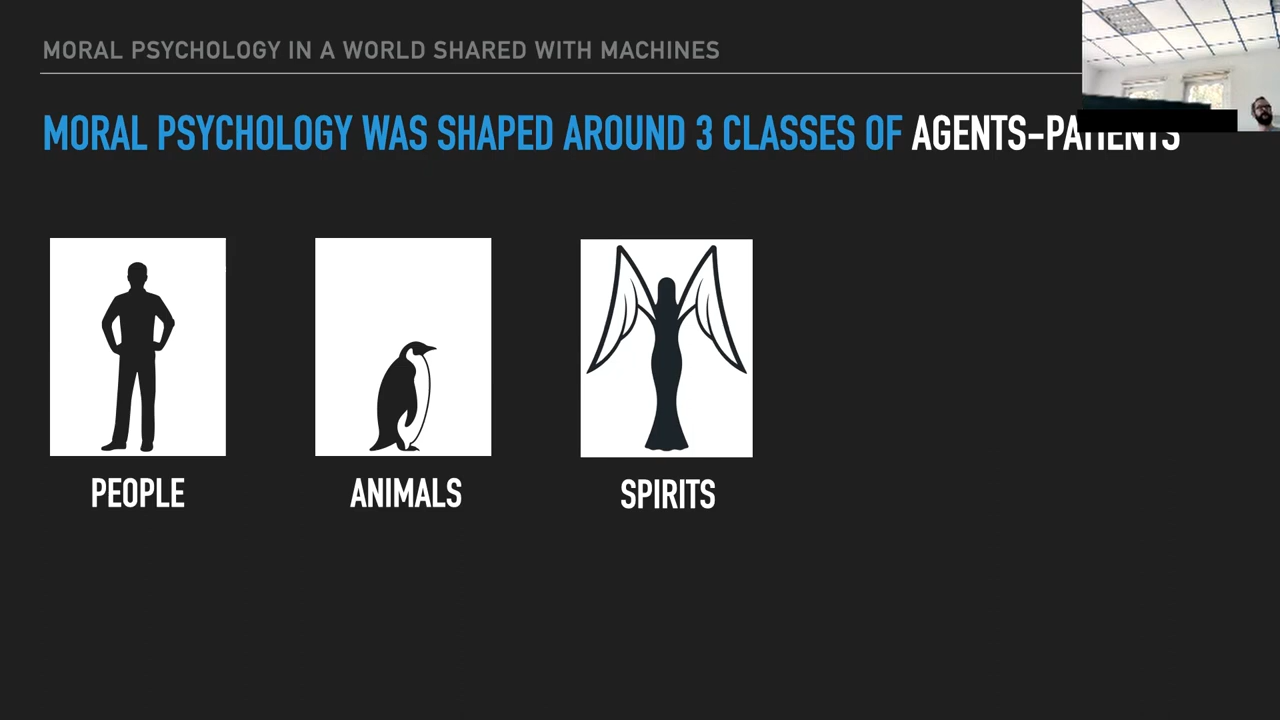 MORAL PSYCHOLOGY IN A WORLD SHARED WITH MACHINES
MORAL PSYCHOLOGY WAS SHAPED AROUND 3 CLASSES OF AGENTS-PATIENTS
PEOPLE
ANIMALS
SPIRITS